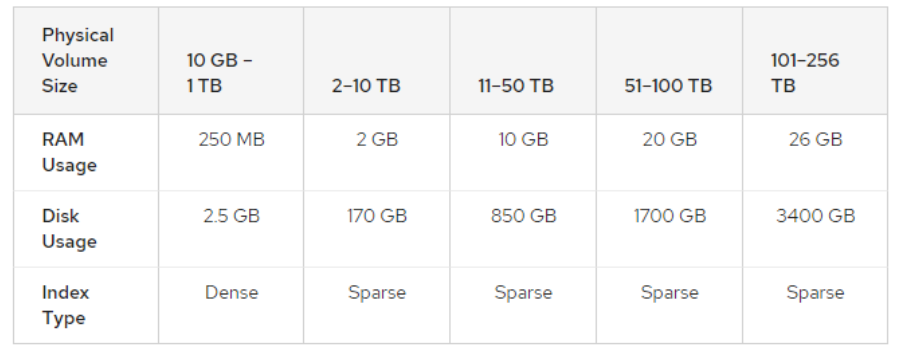 Physical Volume Size	10 GB – 1 TB	2–10 TB	11–50 TB	51–100 TB	101–256 TB
RAM Usage	250 MB	2 GB	10 GB	20 GB	26 GB
Disk Usage	2.5 GB	170 GB	850 GB	1700 GB	3400 GB
Index Type	Dense	Sparse	Sparse	Sparse	Sparse